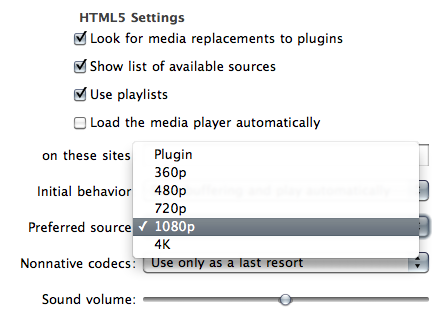 HTML5 Settings
Look for media replacements to plugins
Show list of available sources
Use playlists
Load the media player automatically
on these sites
Plugin
360p
Initial behavior
480p
720p
Preferred source
1080p
4K
Nonnative codecs: Use only as a last resort
Sound volume: